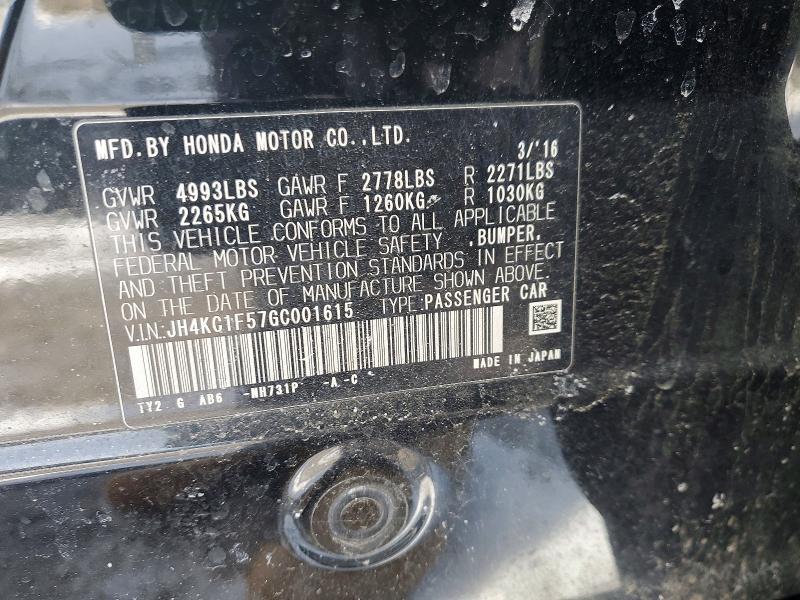 MFD.BY HONDA MOTOR CO.,LTD. 3/'16
GVWR 4993LBS GAWR F 2778LBS R 2271LBS
GVWR 2265KG GAWR F 1260KG R 1030KG
THIS VEHICLE CONFORMS TO ALL APPLICABLE
FEDERAL MOTOR VEHICLE SAFETY ,BUMPER,
AND THEFT PREVENTION STANDARDS IN EFFECT
ON THE DATE OF MANUFACTURE SHOWN ABOVE.
V.I.N.:JH4KC1F57GC001615 TYPE:PASSENGER CAR
MADE IN JAPAN
TY2 G AB6 -NH731P -A -C